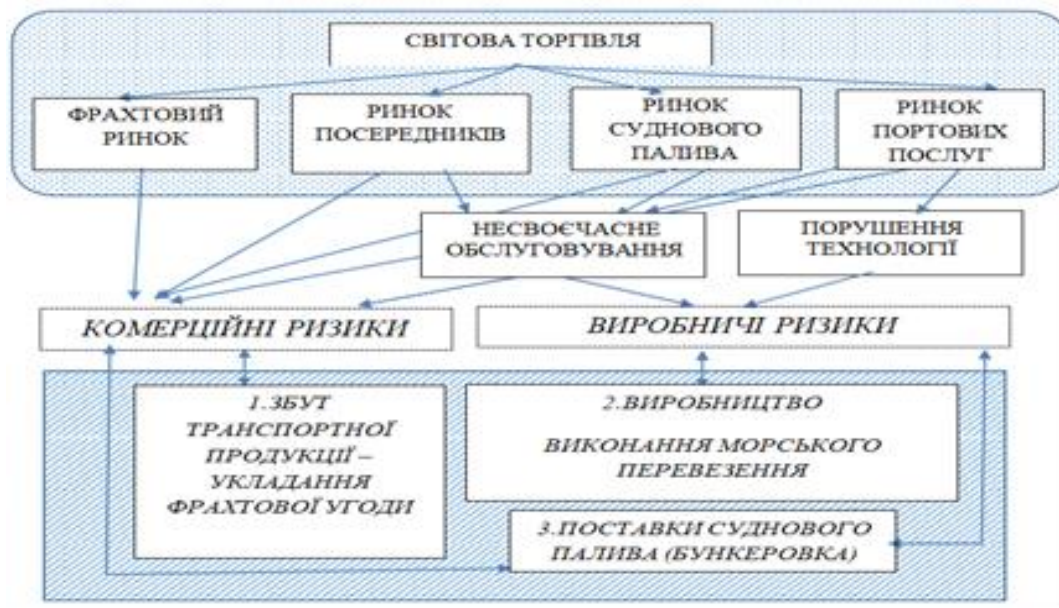 СВІТОВА ТОРГІВЛЯ
ФРАХТОВИЙ
РИНОК
РИНОК
ПОСЕРЕДНИКІВ
РИНОК
СУДНОВОГО
ПАЛИВА
РИНОК
ПОРТОВИХ
ПОСЛУГ
НЕСВОЄЧАСНЕ
ОБСЛУГОВУВАННЯ
ПОРУШЕННЯ
ТЕХНОЛОГІЇ
КОМЕРЦІЙНІ РИЗИКИ
ВИРОБНИЧІ РИЗИКИ
1.ЗБУТ
ТРАНСПОРТНОЇ
ПРОДУКЦІЇ –
УКЛАДАННЯ
ФРАХТОВОЇ УГОДИ
2.ВИРОБНИЦТВО
ВИКОНАННЯ МОРСЬКОГО
ПЕРЕВЕЗЕННЯ
3.ПОСТАВКИ СУДНОВОГО
ПАЛИВА (БУНКЕРОВКА)